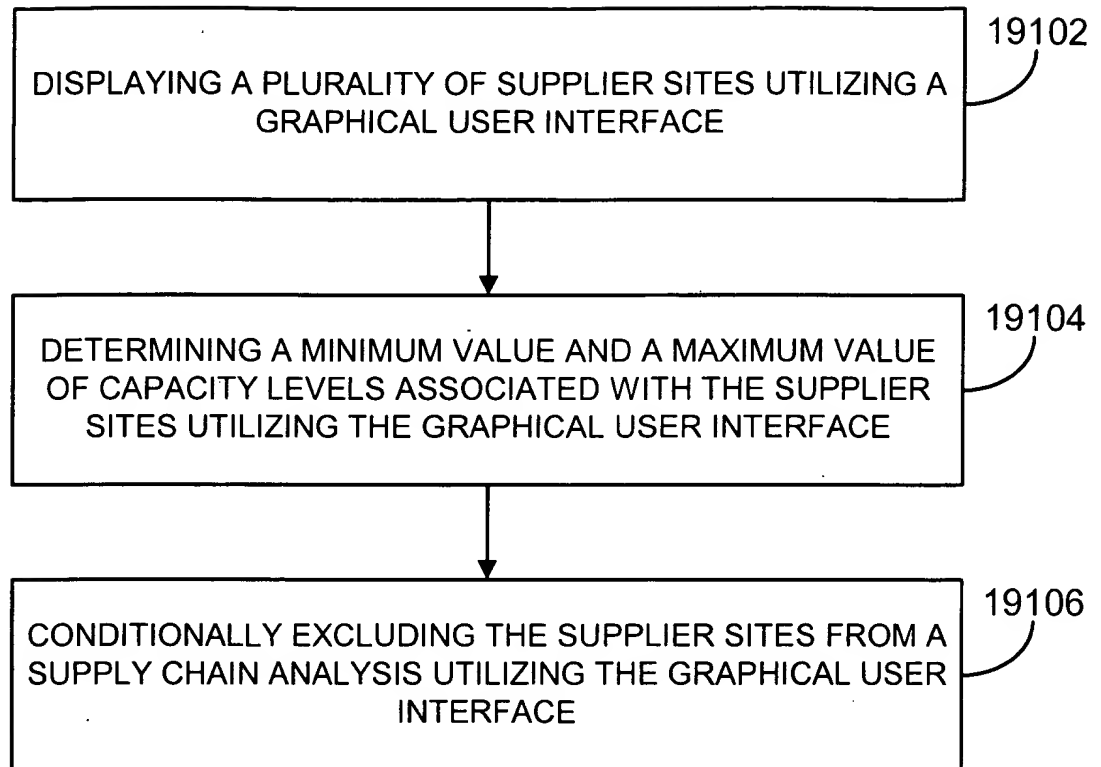 19102
DISPLAYING A PLURALITY OF SUPPLIER SITES UTILIZING A
GRAPHICAL USER INTERFACE
19104
DETERMINING A MINIMUM VALUE AND A MAXIMUM VALUE
OF CAPACITY LEVELS ASSOCIATED WITH THE SUPPLIER
SITES UTILIZING THE GRAPHICAL USER INTERFACE
19106
CONDITIONALLY EXCLUDING THE SUPPLIER SITES FROM A
SUPPLY CHAIN ANALYSIS UTILIZING THE GRAPHICAL USER
INTERFACE